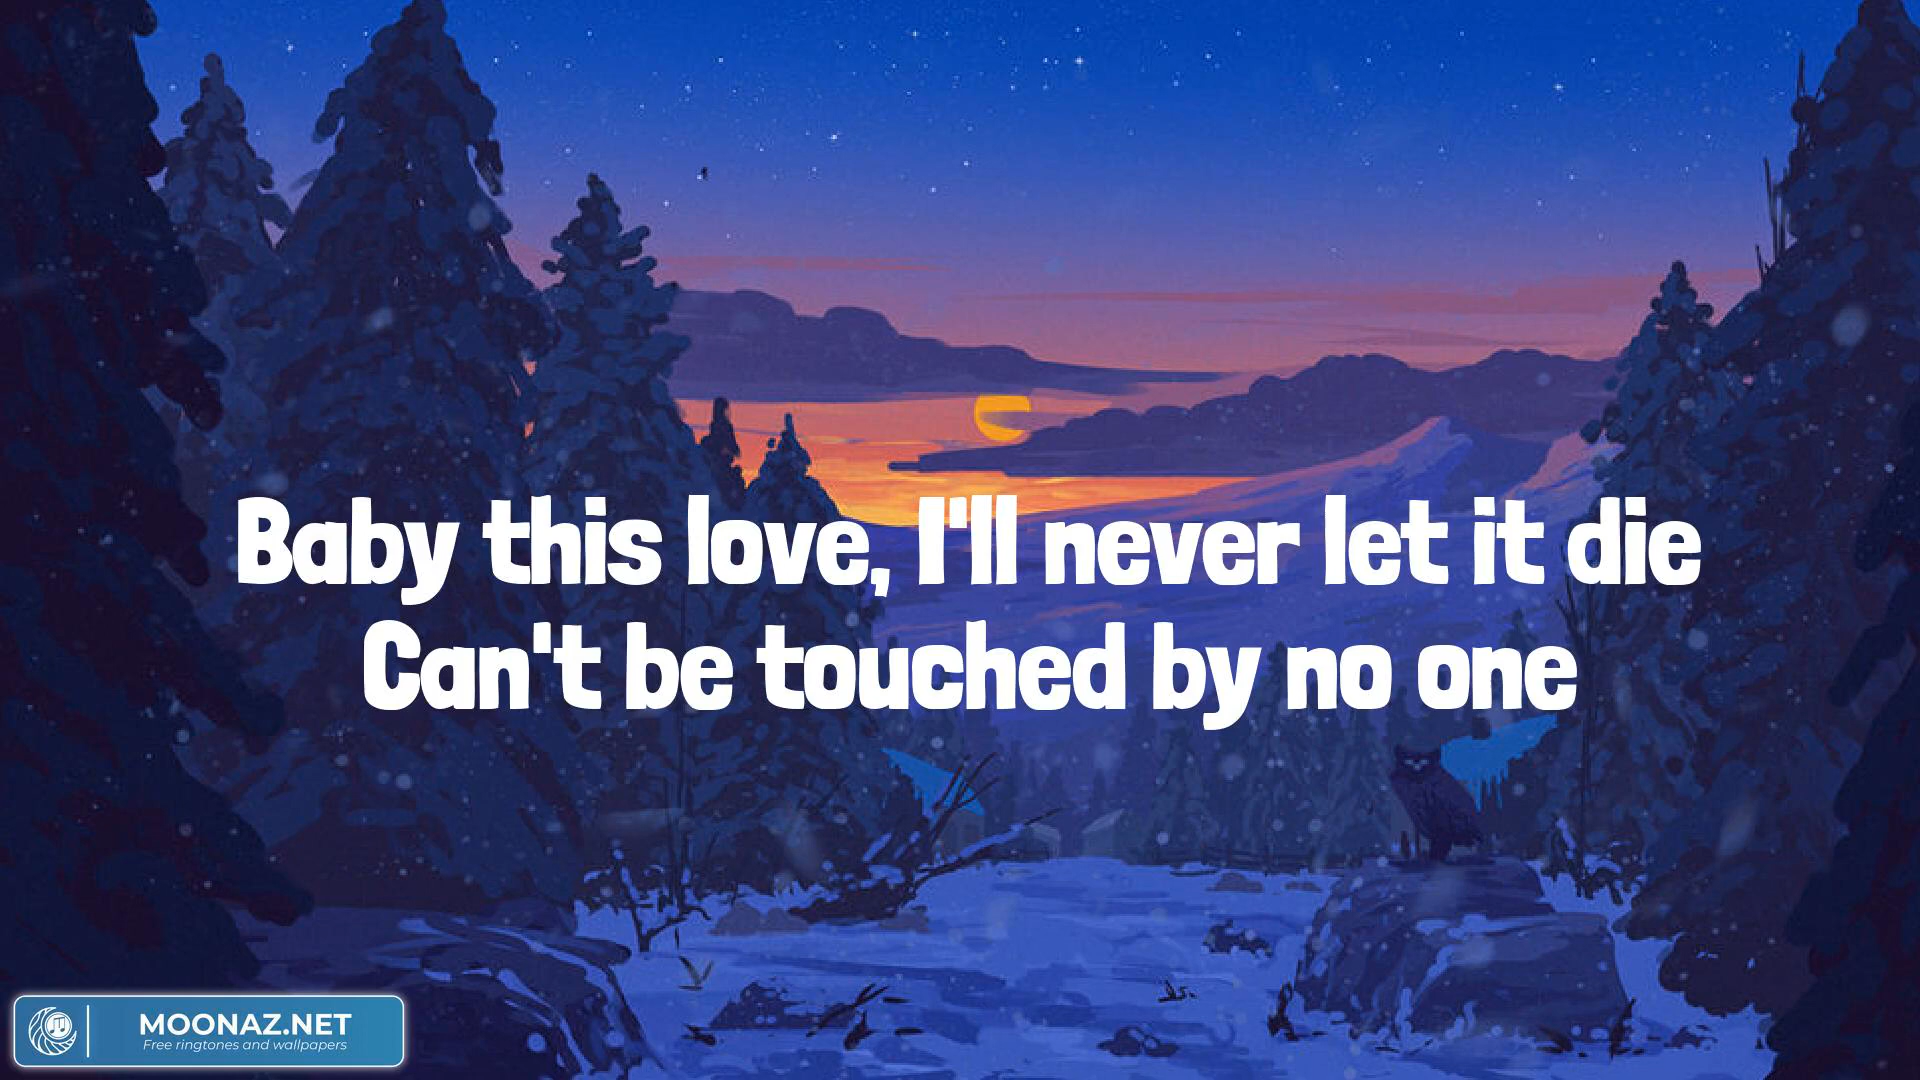 Baby this love, I'll never let it die
Can't be touched by no one
MOONAZ.NET
Free ringtones and wallpapers